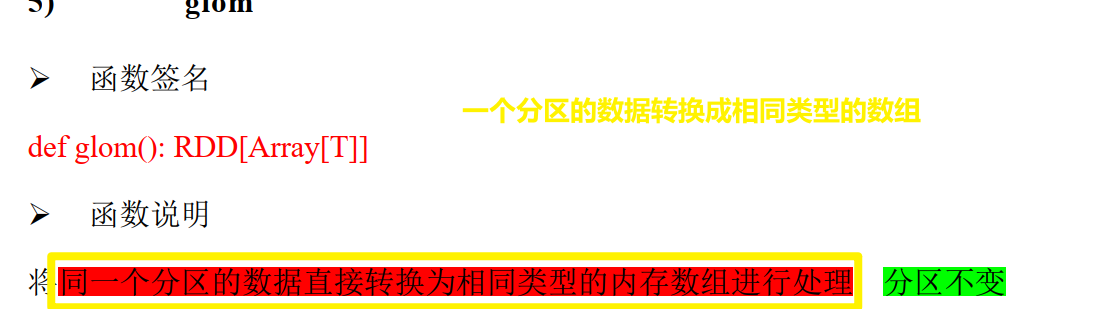 5) glom
➢ 函数签名
一个分区的数据转换成相同类型的数组
def glom(): RDD[Array[T]]
➢ 函数说明
将同一个分区的数据直接转换为相同类型的内存数组进行处理 分区不变